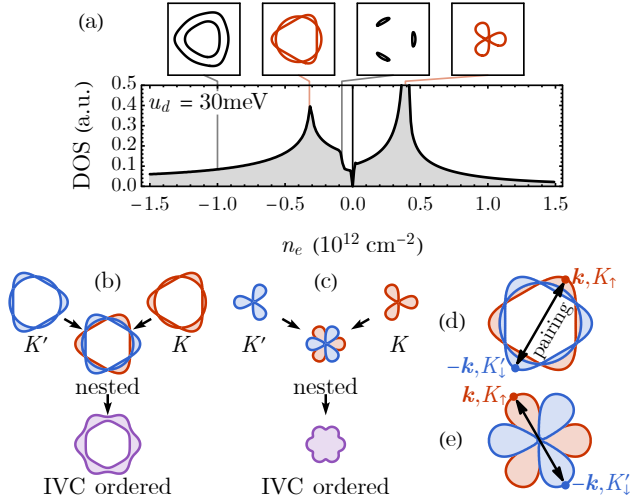 (a)
u_d = 30meV
DOS (a.u.)
0.5
0.4
0.3
0.2
0.1
0.0
−1.5 −1.0 −0.5 0.0 0.5 1.0 1.5
n_e (10^12 cm^−2)
(b)
K′ K
nested
IVC ordered
(c)
K′ K
nested
IVC ordered
(d)
k, K↑
pairing
−k, K′↓
(e)
k, K↑
−k, K′↓